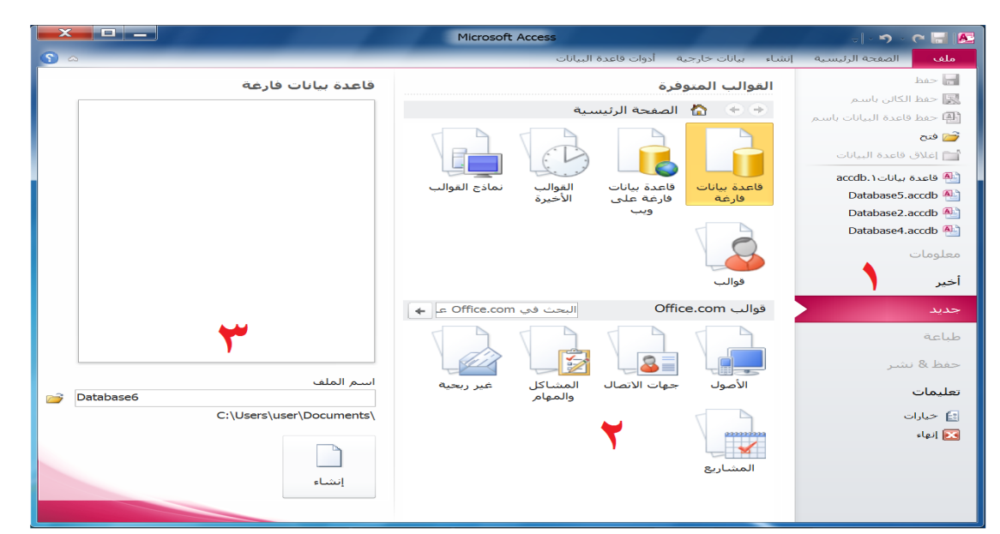 Microsoft Access
ملف الصفحة الرئيسية إنشاء بيانات خارجية أدوات قاعدة البيانات
حفظ
حفظ الكائن باسم
حفظ قاعدة البيانات باسم
فتح
إغلاق قاعدة البيانات
قاعدة بيانات١.accdb
Database5.accdb
Database2.accdb
Database4.accdb
معلومات
١
أخير
جديد
طباعة
حفظ & نشر
تعليمات
خيارات
إنهاء
القوالب المتوفرة
الصفحة الرئيسية
قاعدة بيانات
فارغة
قاعدة بيانات
فارغة على
ويب
القوالب
الأخيرة
نماذج القوالب
قوالب
قوالب Office.com
البحث في Office.com عـ
الأصول
جهات الاتصال
المشاكل
والمهام
غير ربحية
٢
المشاريع
قاعدة بيانات فارغة
٣
اسم الملف
Database6
C:\Users\user\Documents\
إنشاء